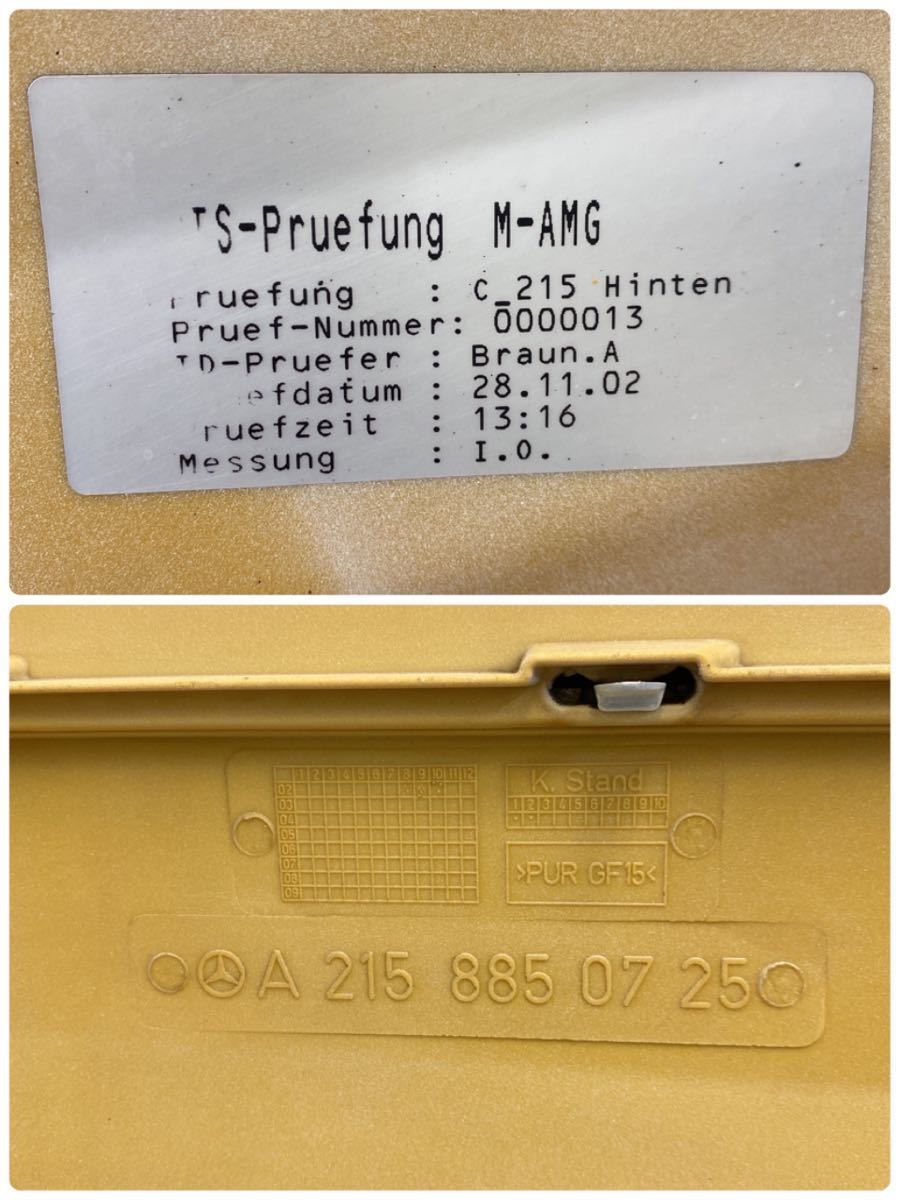 TS-Pruefung M-AMG
Pruefung : C_215 Hinten
Pruef-Nummer: 0000013
TD-Pruefer : Braun.A
efdatum : 28.11.02
ruefzeit : 13:16
Messung : I.O.
1 2 3 4 5 6 7 8 9 10 11 12
02
03
04
05
06
07
08
09
K. Stand
1 2 3 4 5 6 7 8 9 10
>PUR GF15<
A 215 885 07 25